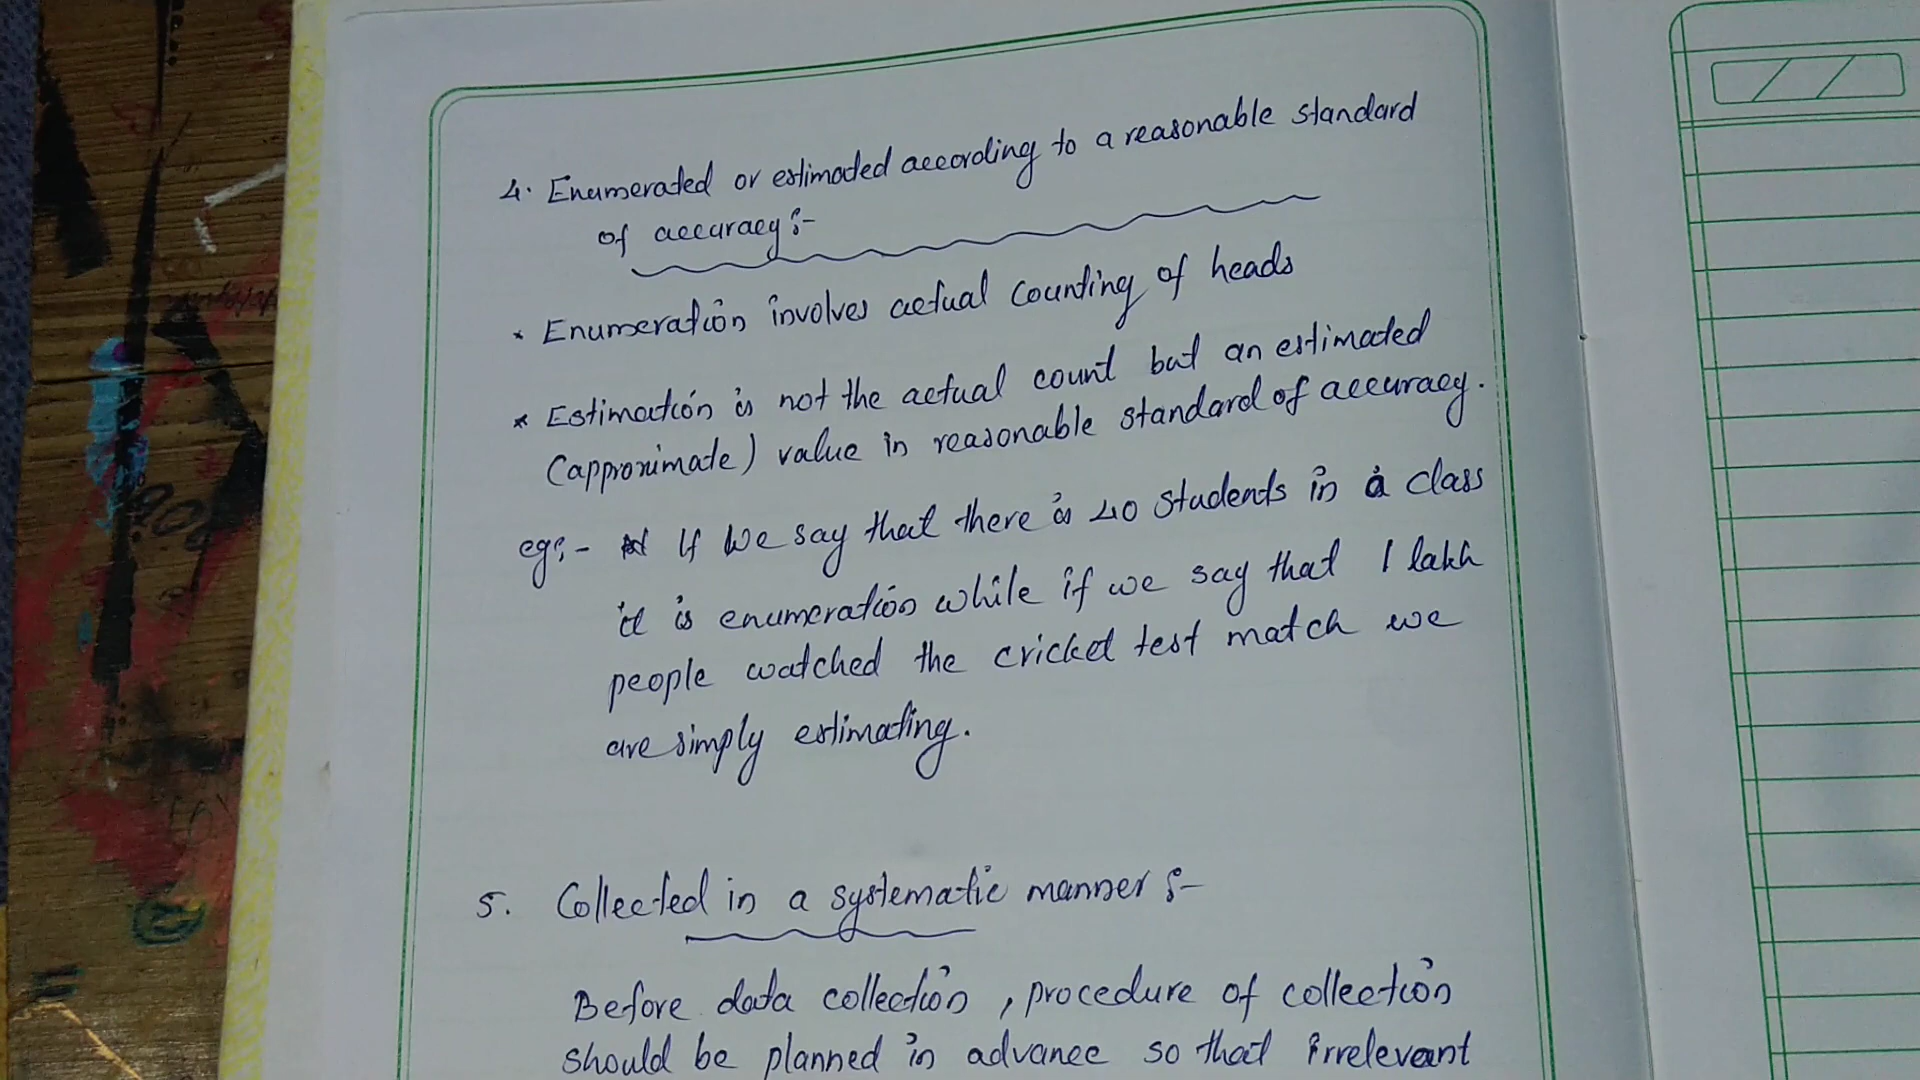 4. Enumerated or estimated according to a reasonable standard
of accuracy :-
* Enumeration involves actual counting of heads
* Estimation is not the actual count but an estimated
(approximate) value in reasonable standard of accuracy.
eg:- If we say that there is 40 students in a class
it is enumeration while if we say that 1 lakh
people watched the cricket test match we
are simply estimating.
5. Collected in a systematic manner :-
Before data collection, procedure of collection
should be planned in advance so that irrelevant